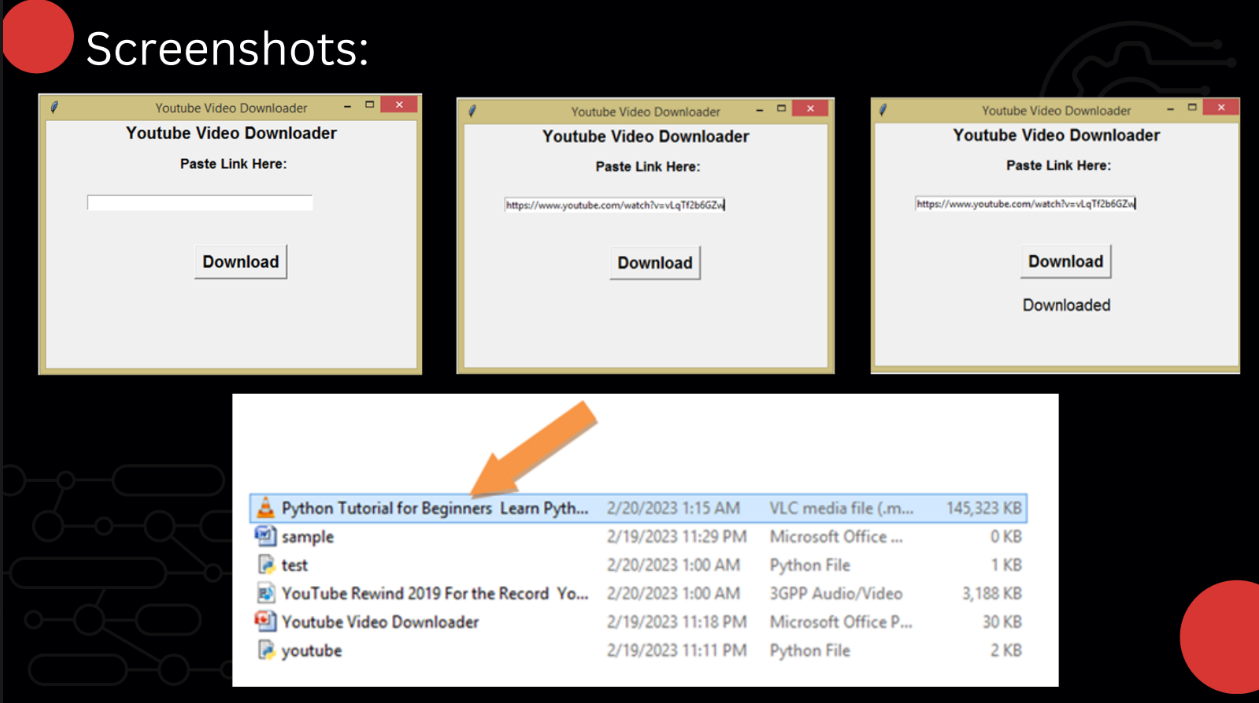 Screenshots:
Youtube Video Downloader
Youtube Video Downloader
Paste Link Here:
Download
Youtube Video Downloader
Youtube Video Downloader
Paste Link Here:
https://www.youtube.com/watch?v=vLqTf2b6GZw
Download
Youtube Video Downloader
Youtube Video Downloader
Paste Link Here:
https://www.youtube.com/watch?v=vLqTf2b6GZw
Download
Downloaded
Python Tutorial for Beginners Learn Pyth... 2/20/2023 1:15 AM VLC media file (.m... 145,323 KB
sample 2/19/2023 11:29 PM Microsoft Office ... 0 KB
test 2/20/2023 1:00 AM Python File 1 KB
YouTube Rewind 2019 For the Record Yo... 2/20/2023 1:00 AM 3GPP Audio/Video 3,188 KB
Youtube Video Downloader 2/19/2023 11:18 PM Microsoft Office P... 30 KB
youtube 2/19/2023 11:11 PM Python File 2 KB